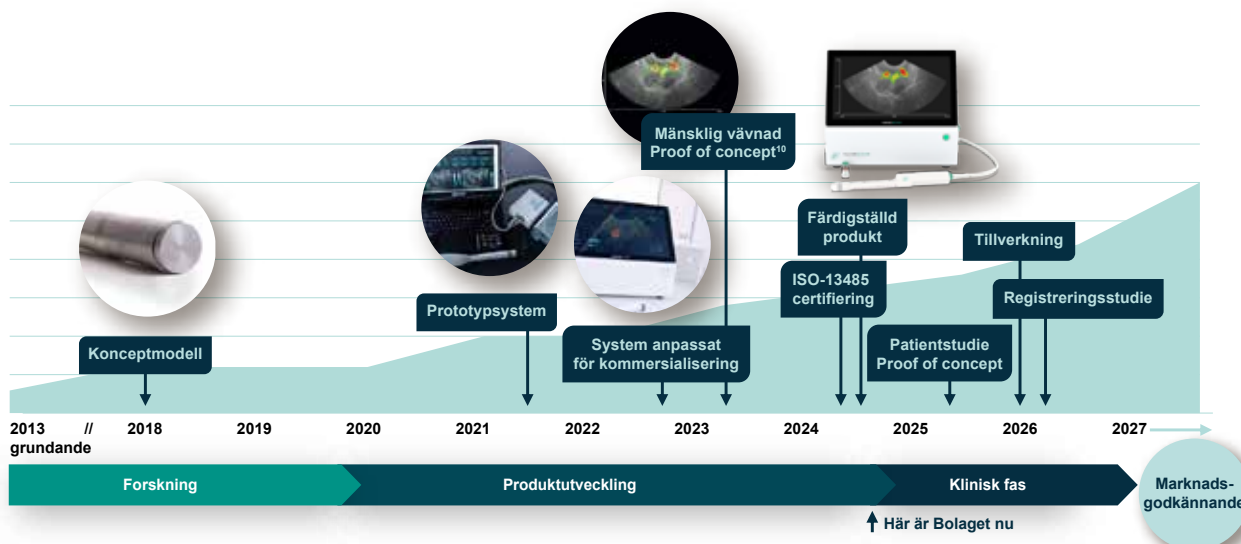 Mänsklig vävnad
Proof of concept¹⁰
Färdigställd
produkt
Tillverkning
ISO-13485
certifiering
Registreringsstudie
Prototypsystem
Konceptmodell
System anpassat
för kommersialisering
Patientstudie
Proof of concept
2013 // 2018 2019 2020 2021 2022 2023 2024 2025 2026 2027
grundande
Forskning
Produktutveckling
Klinisk fas
Marknads-
godkännande
Här är Bolaget nu